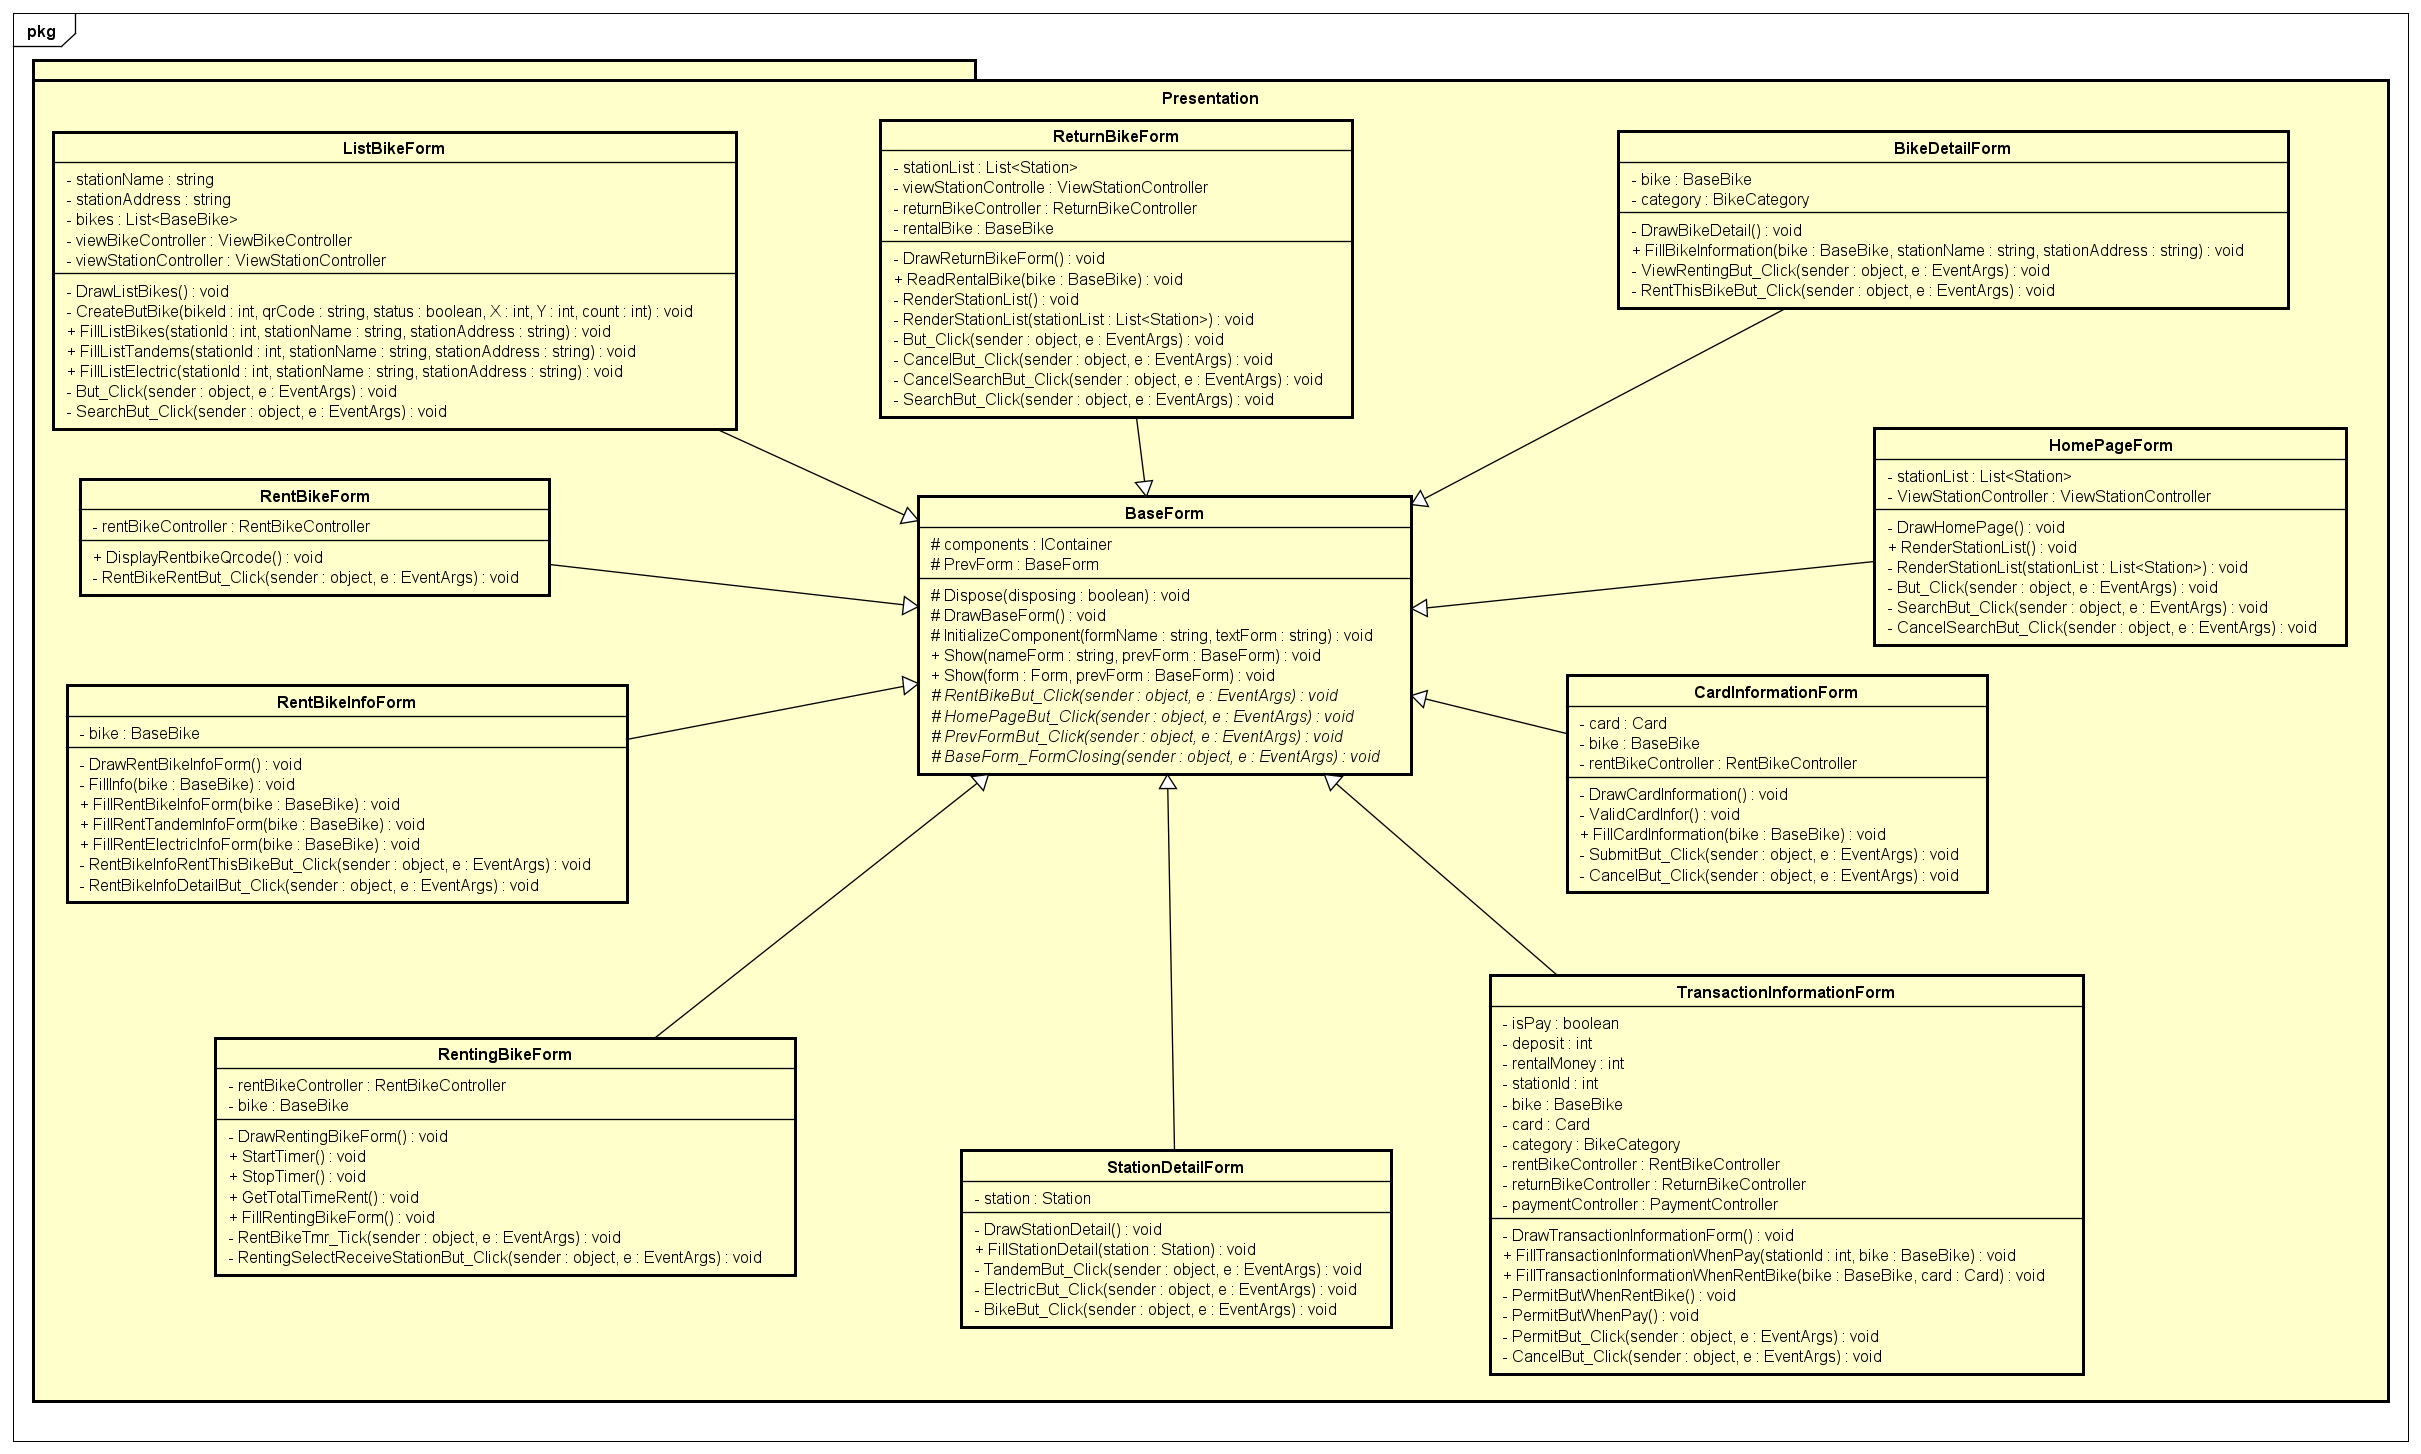 pkg
Presentation
ListBikeForm
- stationName : string
- stationAddress : string
- bikes : List<BaseBike>
- viewBikeController : ViewBikeController
- viewStationController : ViewStationController
- DrawListBikes() : void
- CreateButBike(bikeId : int, qrCode : string, status : boolean, X : int, Y : int, count : int) : void
+ FillListBikes(stationId : int, stationName : string, stationAddress : string) : void
+ FillListTandems(stationId : int, stationName : string, stationAddress : string) : void
+ FillListElectric(stationId : int, stationName : string, stationAddress : string) : void
- But_Click(sender : object, e : EventArgs) : void
- SearchBut_Click(sender : object, e : EventArgs) : void
ReturnBikeForm
- stationList : List<Station>
- viewStationControlle : ViewStationController
- returnBikeController : ReturnBikeController
- rentalBike : BaseBike
- DrawReturnBikeForm() : void
+ ReadRentalBike(bike : BaseBike) : void
- RenderStationList() : void
- RenderStationList(stationList : List<Station>) : void
- But_Click(sender : object, e : EventArgs) : void
- CancelBut_Click(sender : object, e : EventArgs) : void
- CancelSearchBut_Click(sender : object, e : EventArgs) : void
- SearchBut_Click(sender : object, e : EventArgs) : void
BikeDetailForm
- bike : BaseBike
- category : BikeCategory
- DrawBikeDetail() : void
+ FillBikeInformation(bike : BaseBike, stationName : string, stationAddress : string) : void
- ViewRentingBut_Click(sender : object, e : EventArgs) : void
- RentThisBikeBut_Click(sender : object, e : EventArgs) : void
HomePageForm
- stationList : List<Station>
- ViewStationController : ViewStationController
- DrawHomePage() : void
+ RenderStationList() : void
- RenderStationList(stationList : List<Station>) : void
- But_Click(sender : object, e : EventArgs) : void
- SearchBut_Click(sender : object, e : EventArgs) : void
- CancelSearchBut_Click(sender : object, e : EventArgs) : void
RentBikeForm
- rentBikeController : RentBikeController
+ DisplayRentbikeQrcode() : void
- RentBikeRentBut_Click(sender : object, e : EventArgs) : void
BaseForm
# components : IContainer
# PrevForm : BaseForm
# Dispose(disposing : boolean) : void
# DrawBaseForm() : void
# InitializeComponent(formName : string, textForm : string) : void
+ Show(nameForm : string, prevForm : BaseForm) : void
+ Show(form : Form, prevForm : BaseForm) : void
# RentBikeBut_Click(sender : object, e : EventArgs) : void
# HomePageBut_Click(sender : object, e : EventArgs) : void
# PrevFormBut_Click(sender : object, e : EventArgs) : void
# BaseForm_FormClosing(sender : object, e : EventArgs) : void
RentBikeInfoForm
- bike : BaseBike
- DrawRentBikeInfoForm() : void
- FillInfo(bike : BaseBike) : void
+ FillRentBikeInfoForm(bike : BaseBike) : void
+ FillRentTandemInfoForm(bike : BaseBike) : void
+ FillRentElectricInfoForm(bike : BaseBike) : void
- RentBikeInfoRentThisBikeBut_Click(sender : object, e : EventArgs) : void
- RentBikeInfoDetailBut_Click(sender : object, e : EventArgs) : void
CardInformationForm
- card : Card
- bike : BaseBike
- rentBikeController : RentBikeController
- DrawCardInformation() : void
- ValidCardInfor() : void
+ FillCardInformation(bike : BaseBike) : void
- SubmitBut_Click(sender : object, e : EventArgs) : void
- CancelBut_Click(sender : object, e : EventArgs) : void
RentingBikeForm
- rentBikeController : RentBikeController
- bike : BaseBike
- DrawRentingBikeForm() : void
+ StartTimer() : void
+ StopTimer() : void
+ GetTotalTimeRent() : void
+ FillRentingBikeForm() : void
- RentBikeTmr_Tick(sender : object, e : EventArgs) : void
- RentingSelectReceiveStationBut_Click(sender : object, e : EventArgs) : void
StationDetailForm
- station : Station
- DrawStationDetail() : void
+ FillStationDetail(station : Station) : void
- TandemBut_Click(sender : object, e : EventArgs) : void
- ElectricBut_Click(sender : object, e : EventArgs) : void
- BikeBut_Click(sender : object, e : EventArgs) : void
TransactionInformationForm
- isPay : boolean
- deposit : int
- rentalMoney : int
- stationId : int
- bike : BaseBike
- card : Card
- category : BikeCategory
- rentBikeController : RentBikeController
- returnBikeController : ReturnBikeController
- paymentController : PaymentController
- DrawTransactionInformationForm() : void
+ FillTransactionInformationWhenPay(stationId : int, bike : BaseBike) : void
+ FillTransactionInformationWhenRentBike(bike : BaseBike, card : Card) : void
- PermitButWhenRentBike() : void
- PermitButWhenPay() : void
- PermitBut_Click(sender : object, e : EventArgs) : void
- CancelBut_Click(sender : object, e : EventArgs) : void